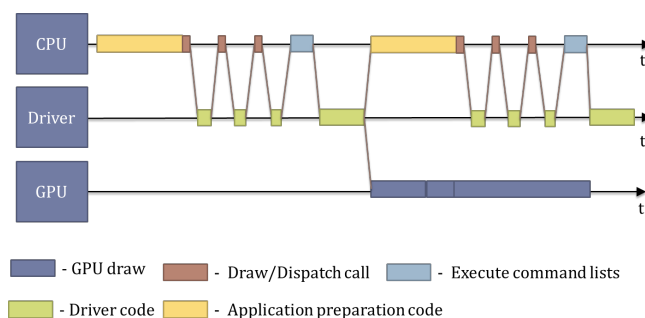 CPU
t
Driver
t
GPU
t
- GPU draw - Draw/Dispatch call - Execute command lists
- Driver code - Application preparation code